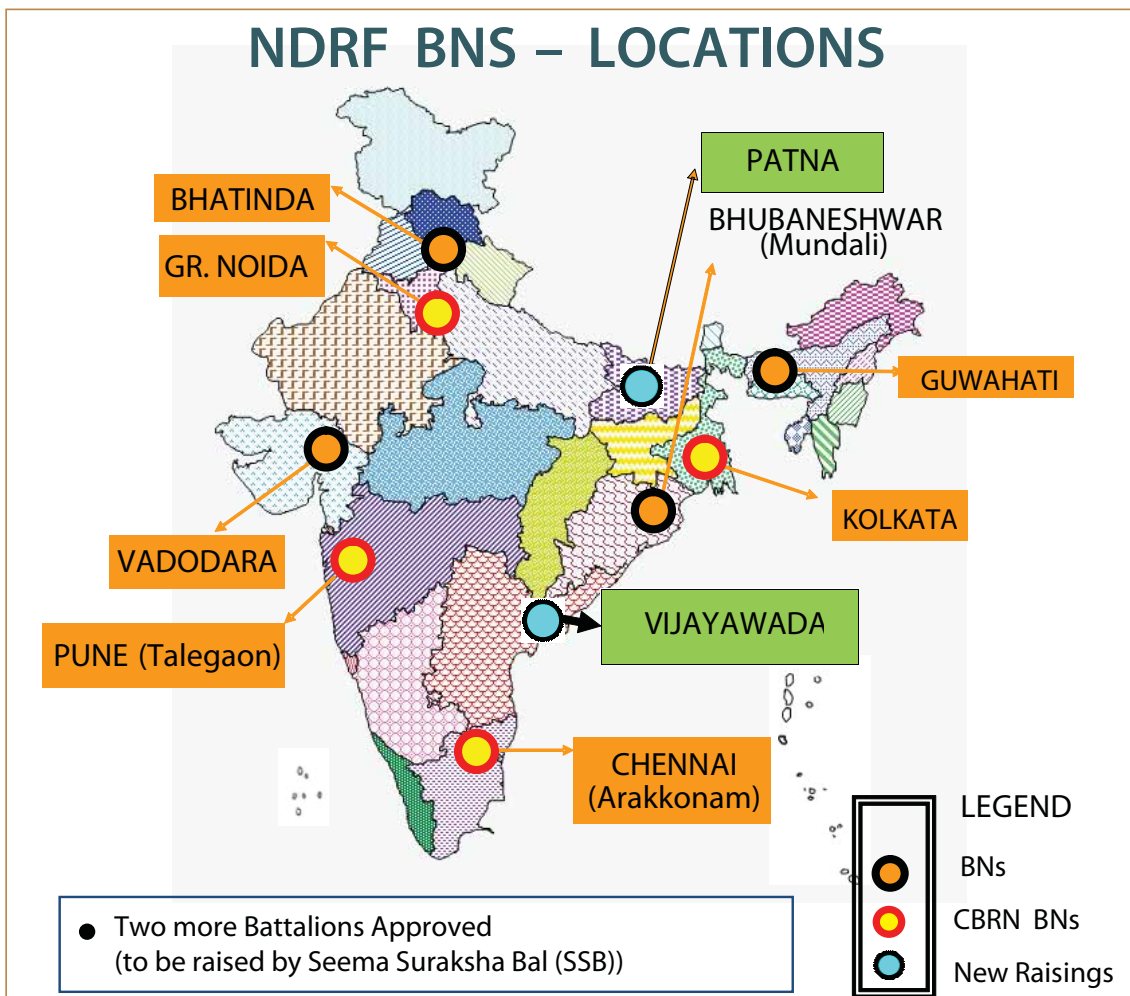 NDRF BNS – LOCATIONS
PATNA
BHATINDA
BHUBANESHWAR
(Mundali)
GR. NOIDA
GUWAHATI
KOLKATA
VADODARA
VIJAYAWADA
PUNE (Talegaon)
CHENNAI
(Arakkonam)
LEGEND
BNs
CBRN BNs
New Raisings
● Two more Battalions Approved
(to be raised by Seema Suraksha Bal (SSB))